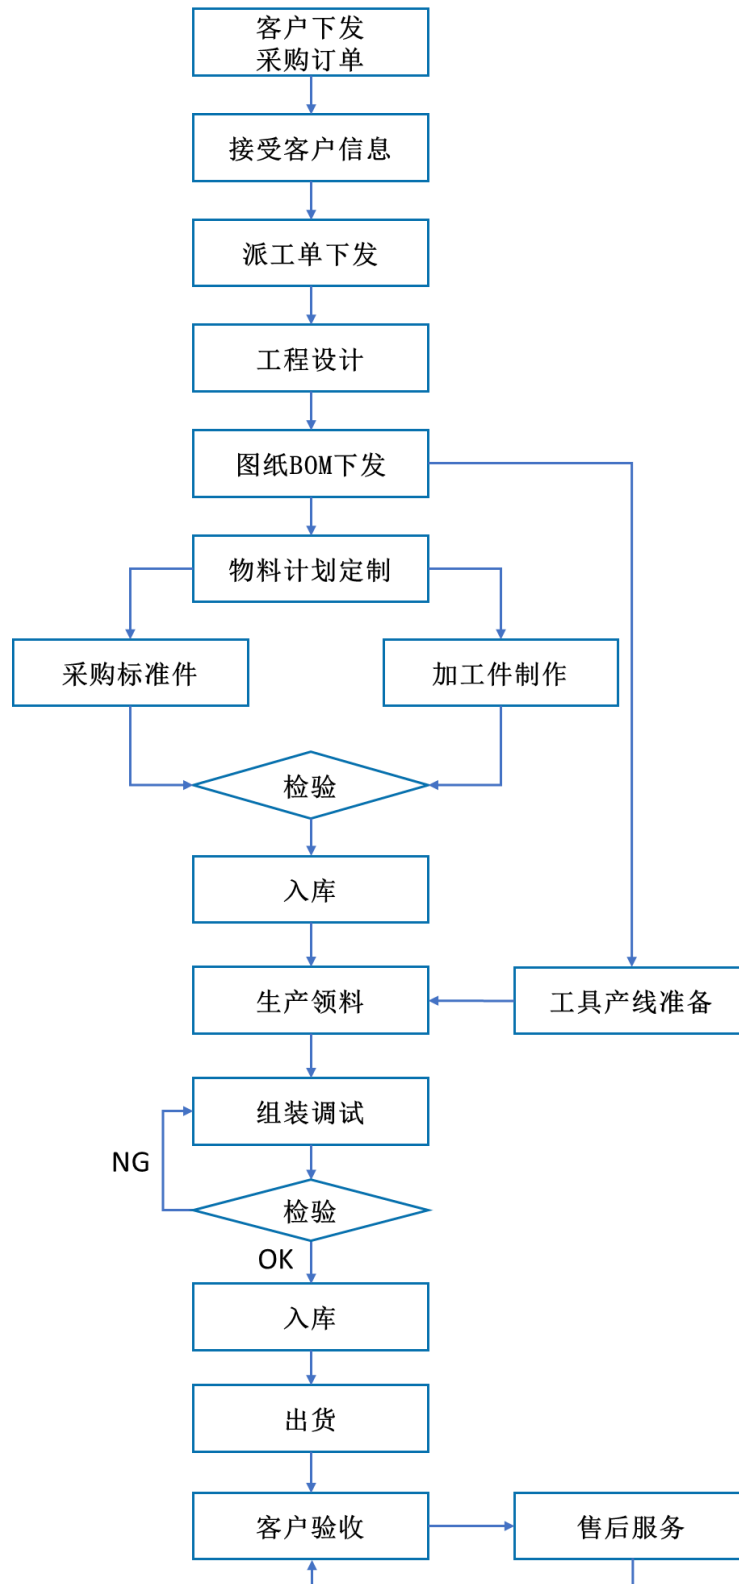 客户下发
采购订单
接受客户信息
派工单下发
工程设计
图纸BOM下发
物料计划定制
采购标准件
加工件制作
检验
入库
生产领料
工具产线准备
组装调试
NG
检验
OK
入库
出货
客户验收
售后服务